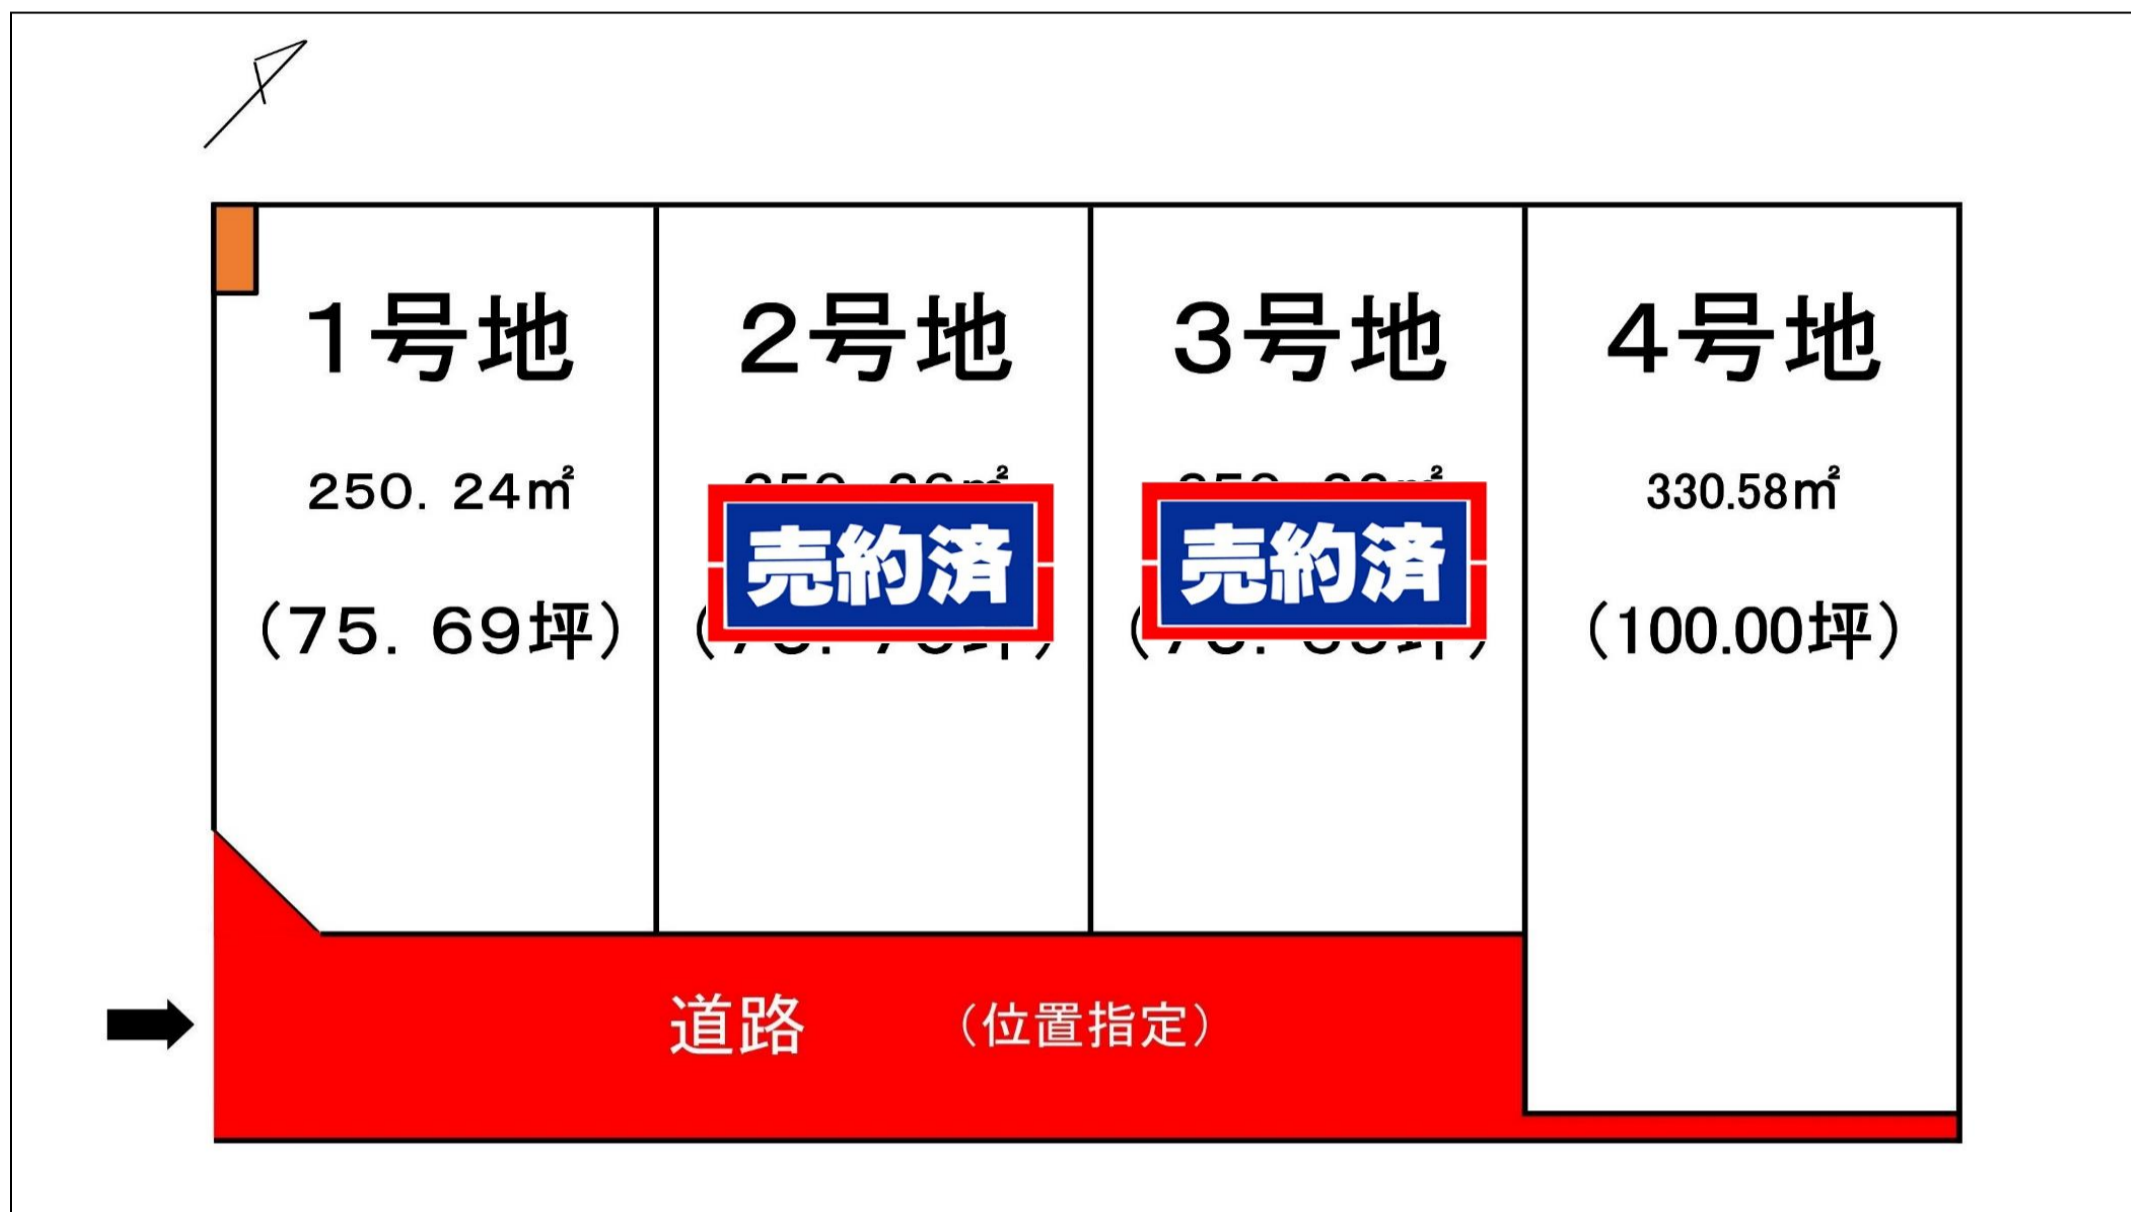 1号地
250. 24㎡
(75. 69坪)
2号地
売約済
3号地
売約済
4号地
330.58㎡
(100.00坪)
道路 (位置指定)